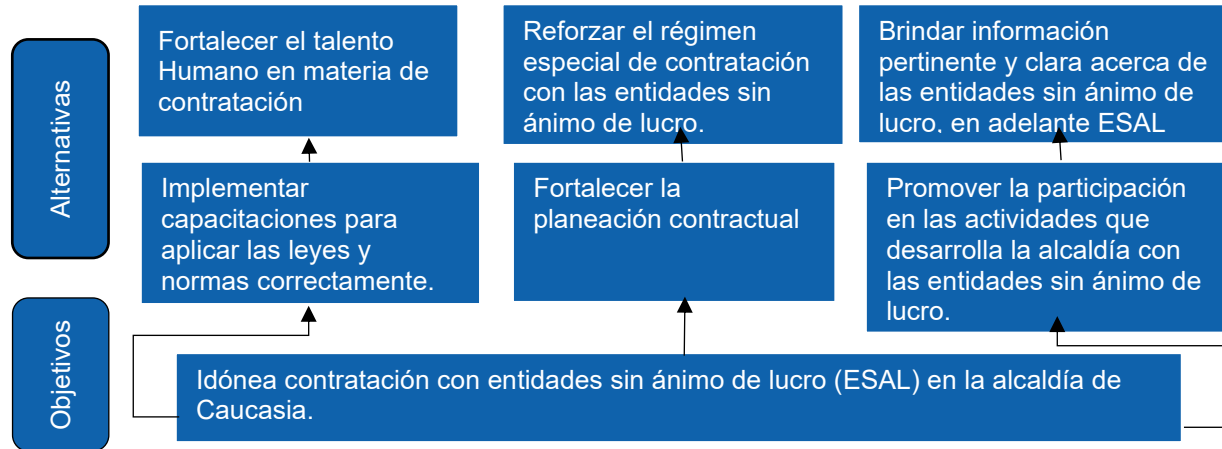 Alternativas
Fortalecer el talento
Humano en materia de
contratación
Reforzar el régimen
especial de contratación
con las entidades sin
ánimo de lucro.
Brindar información
pertinente y clara acerca de
las entidades sin ánimo de
lucro, en adelante ESAL
Implementar
capacitaciones para
aplicar las leyes y
normas correctamente.
Fortalecer la
planeación contractual
Promover la participación
en las actividades que
desarrolla la alcaldía con
las entidades sin ánimo de
lucro.
Objetivos
Idónea contratación con entidades sin ánimo de lucro (ESAL) en la alcaldía de
Caucasia.